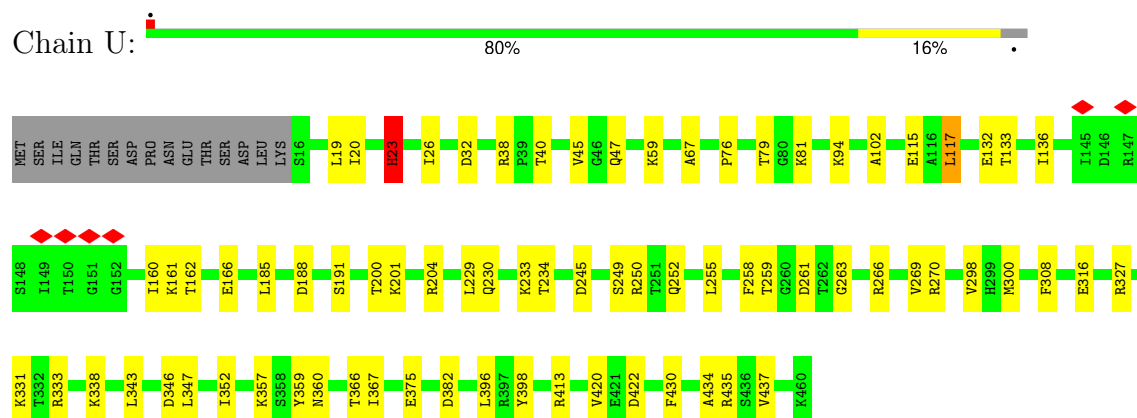 Chain U:
80% 16%
MET SER ILE GLN THR SER ASP PRO ASN GLU THR SER ASP LEU LYS S16 L19 I20 H23 I26 D32 R38 P39 T40 V45 G46 Q47 K59 A67 P76 T79 G80 K81 K94 A102 E115 A116 L117 E132 T133 I136 I145 D146 R147
S148 I149 T150 G151 G152 I160 K161 T162 E166 L185 D188 S191 T200 K201 R204 L229 Q230 K233 T234 D245 S249 R250 T251 Q252 L255 F258 T259 G260 D261 T262 G263 R266 V269 R270 V298 H299 M300 F308 E316 R327
K331 T332 R333 K338 L343 D346 L347 I352 K357 S358 Y359 N360 T366 I367 E375 D382 L396 R397 Y398 R413 V420 E421 D422 F430 A434 R435 S436 V437 K460